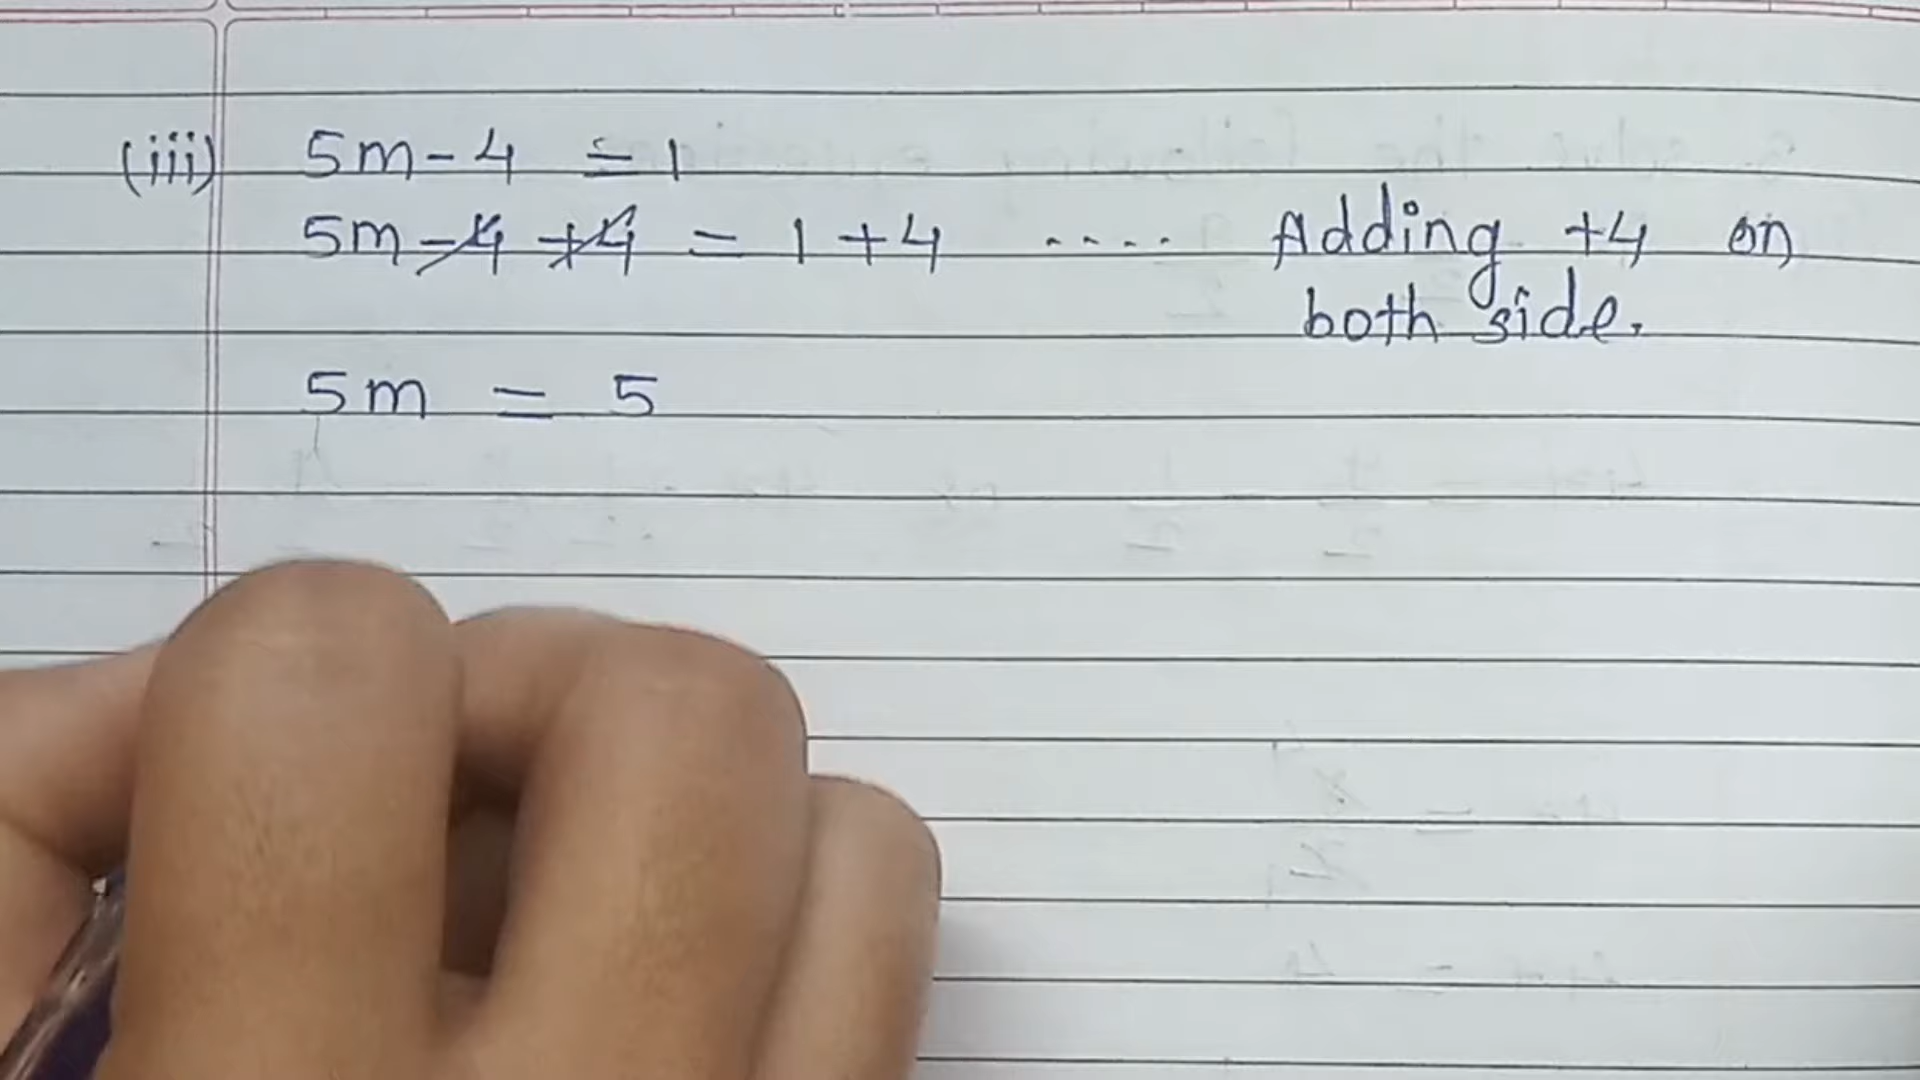 (iii) 5m - 4 = 1
5m - 4 + 4 = 1 + 4 .... Adding +4 on
both side.
5m = 5